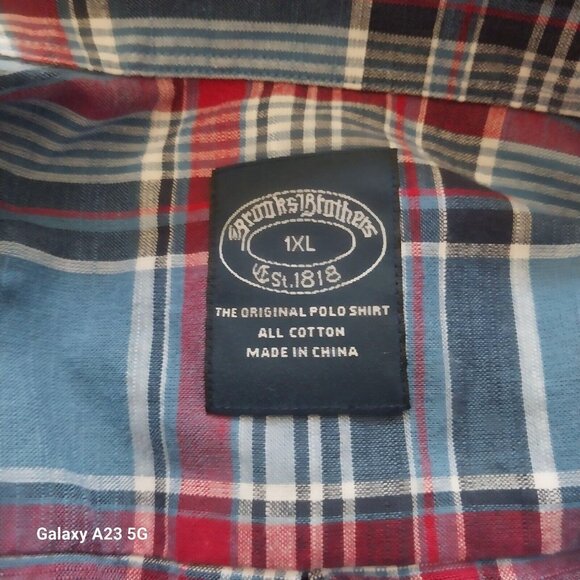 Brooks Brothers
1XL
Est.1818
THE ORIGINAL POLO SHIRT
ALL COTTON
MADE IN CHINA
Galaxy A23 5G